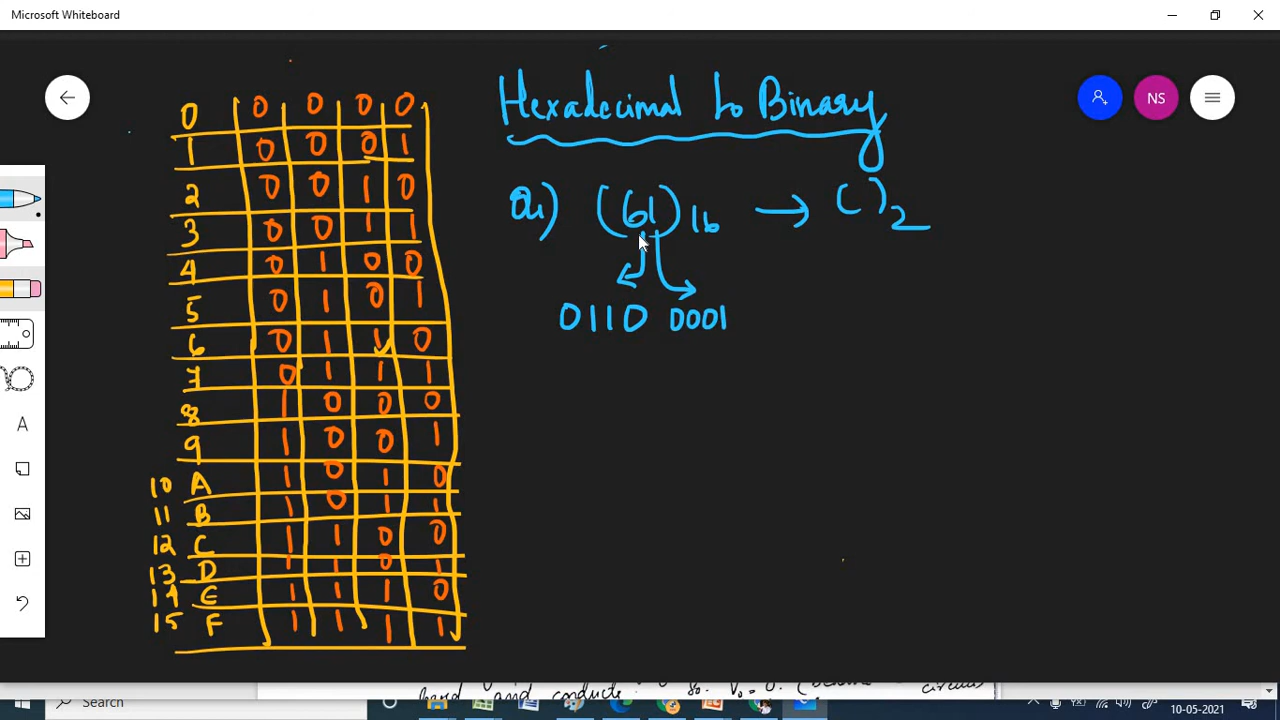 Microsoft Whiteboard
NS
Hexadecimal to Binary
Q1) (61)16 → ( )2
0110 0001
0 0 0 0 0
1 0 0 0 1
2 0 0 1 0
3 0 0 1 1
4 0 1 0 0
5 0 1 0 1
6 0 1 1 0
7 0 1 1 1
8 1 0 0 0
9 1 0 0 1
10 A 1 0 1 0
11 B 1 0 1 1
12 C 1 1 0 0
13 D 1 1 0 1
14 E 1 1 1 0
15 F 1 1 1 1
A
Search
10-05-2021